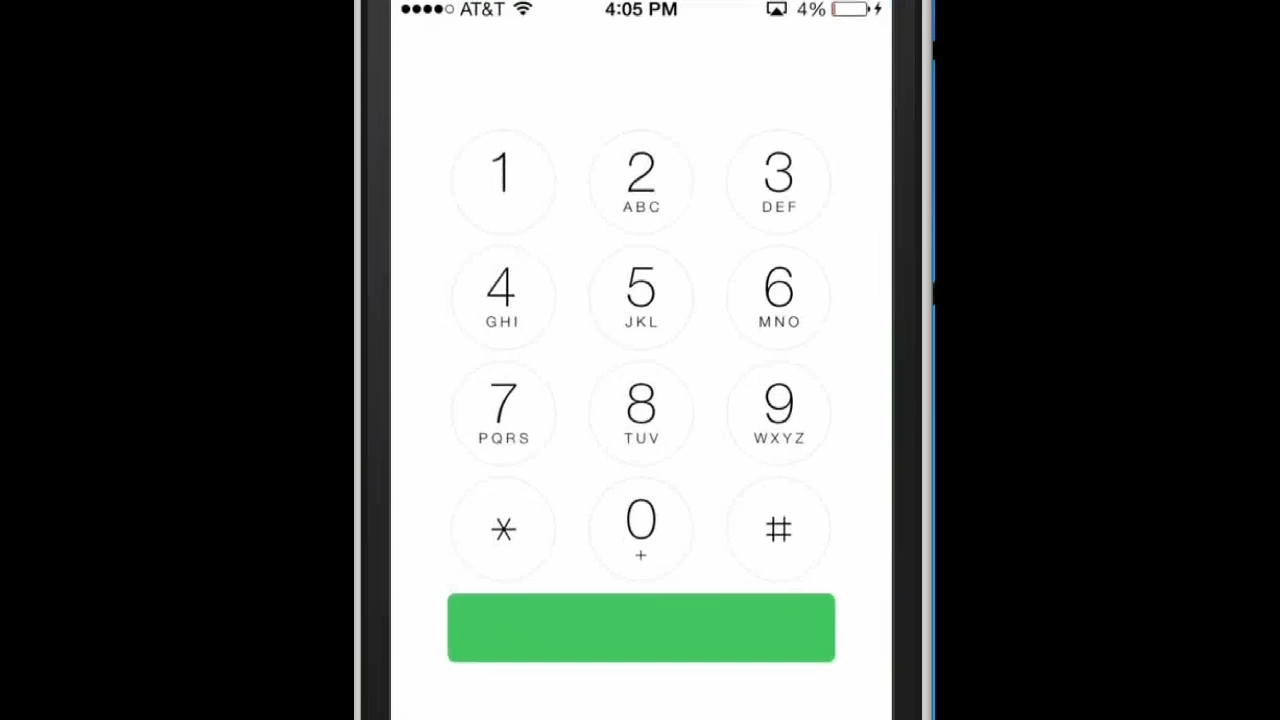 AT&T 4:05 PM 4%
1 2 3
ABC DEF
4 5 6
GHI JKL MNO
7 8 9
PQRS TUV WXYZ
* 0 #
+